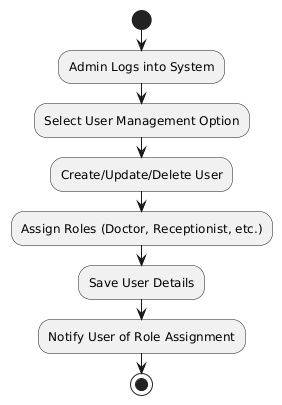 Admin Logs into System
Select User Management Option
Create/Update/Delete User
Assign Roles (Doctor, Receptionist, etc.)
Save User Details
Notify User of Role Assignment